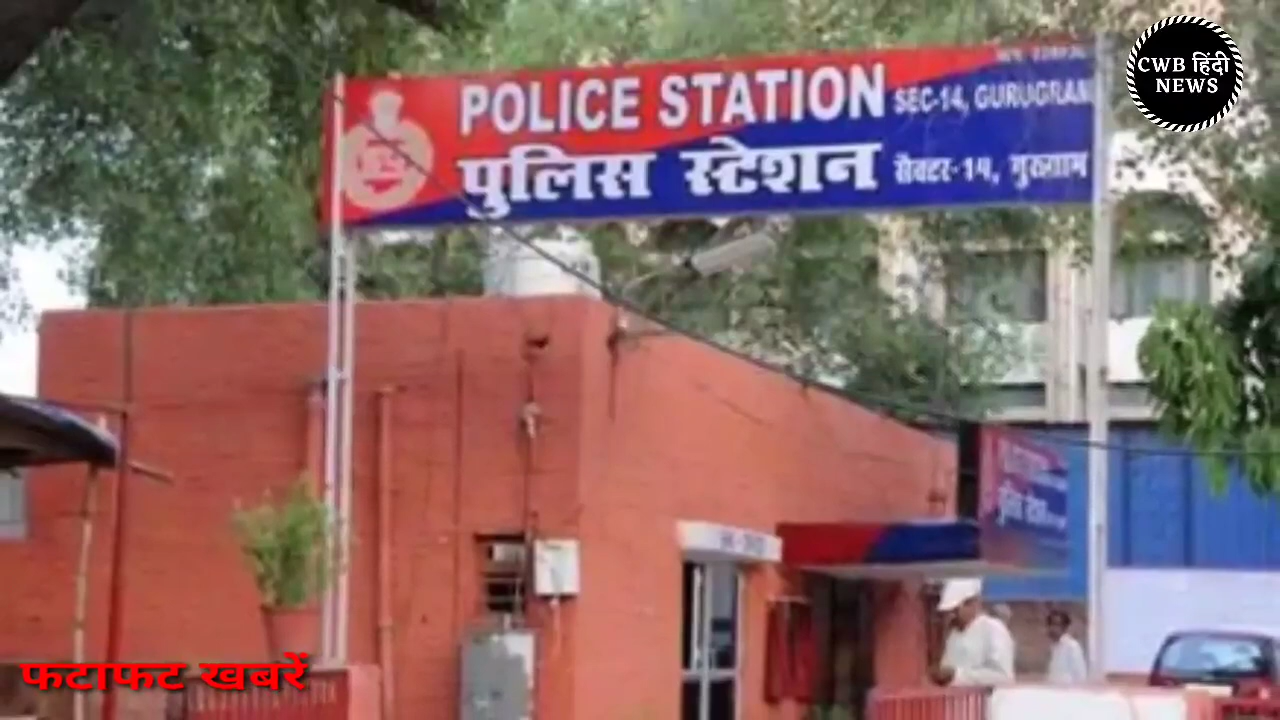 POLICE STATION
SEC-14, GURUGRAM
पुलिस स्टेशन
सैक्टर-14, गुरुग्राम
CWB हिंदी
NEWS
फटाफट खबरें